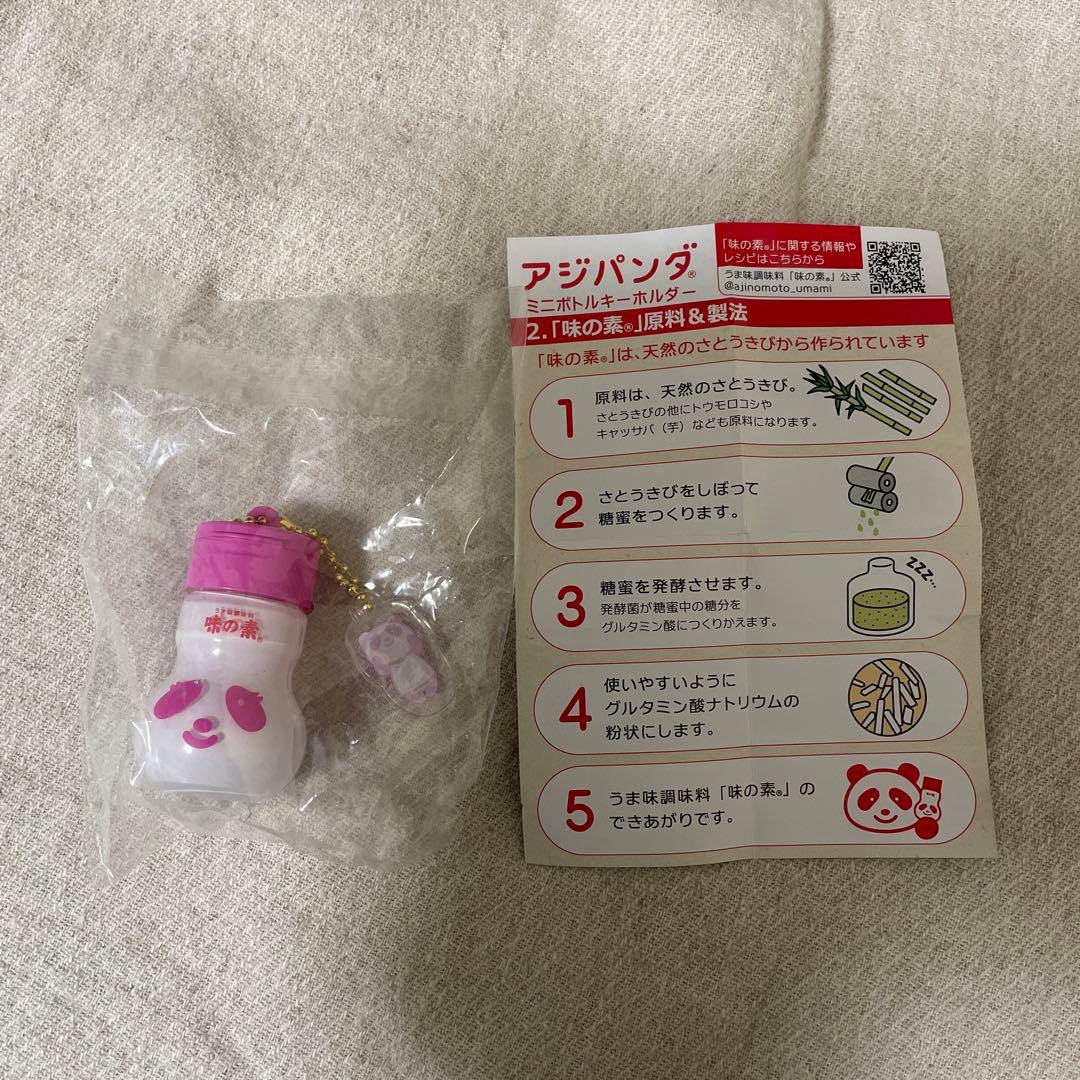 うま味調味料
味の素®
アジパンダ®
ミニボトルキーホルダー
「味の素®」に関する情報や
レシピはこちらから
うま味調味料「味の素®」公式
@ajinomoto_umami
2.「味の素®」原料&製法
「味の素®」は、天然のさとうきびから作られています
1
原料は、天然のさとうきび。
さとうきびの他にトウモロコシや
キャッサバ（芋）なども原料になります。
2
さとうきびをしぼって
糖蜜をつくります。
3
糖蜜を発酵させます。
発酵菌が糖蜜中の糖分を
グルタミン酸につくりかえます。
ZZZ...
4
使いやすいように
グルタミン酸ナトリウムの
粉状にします。
5
うま味調味料「味の素®」の
できあがりです。